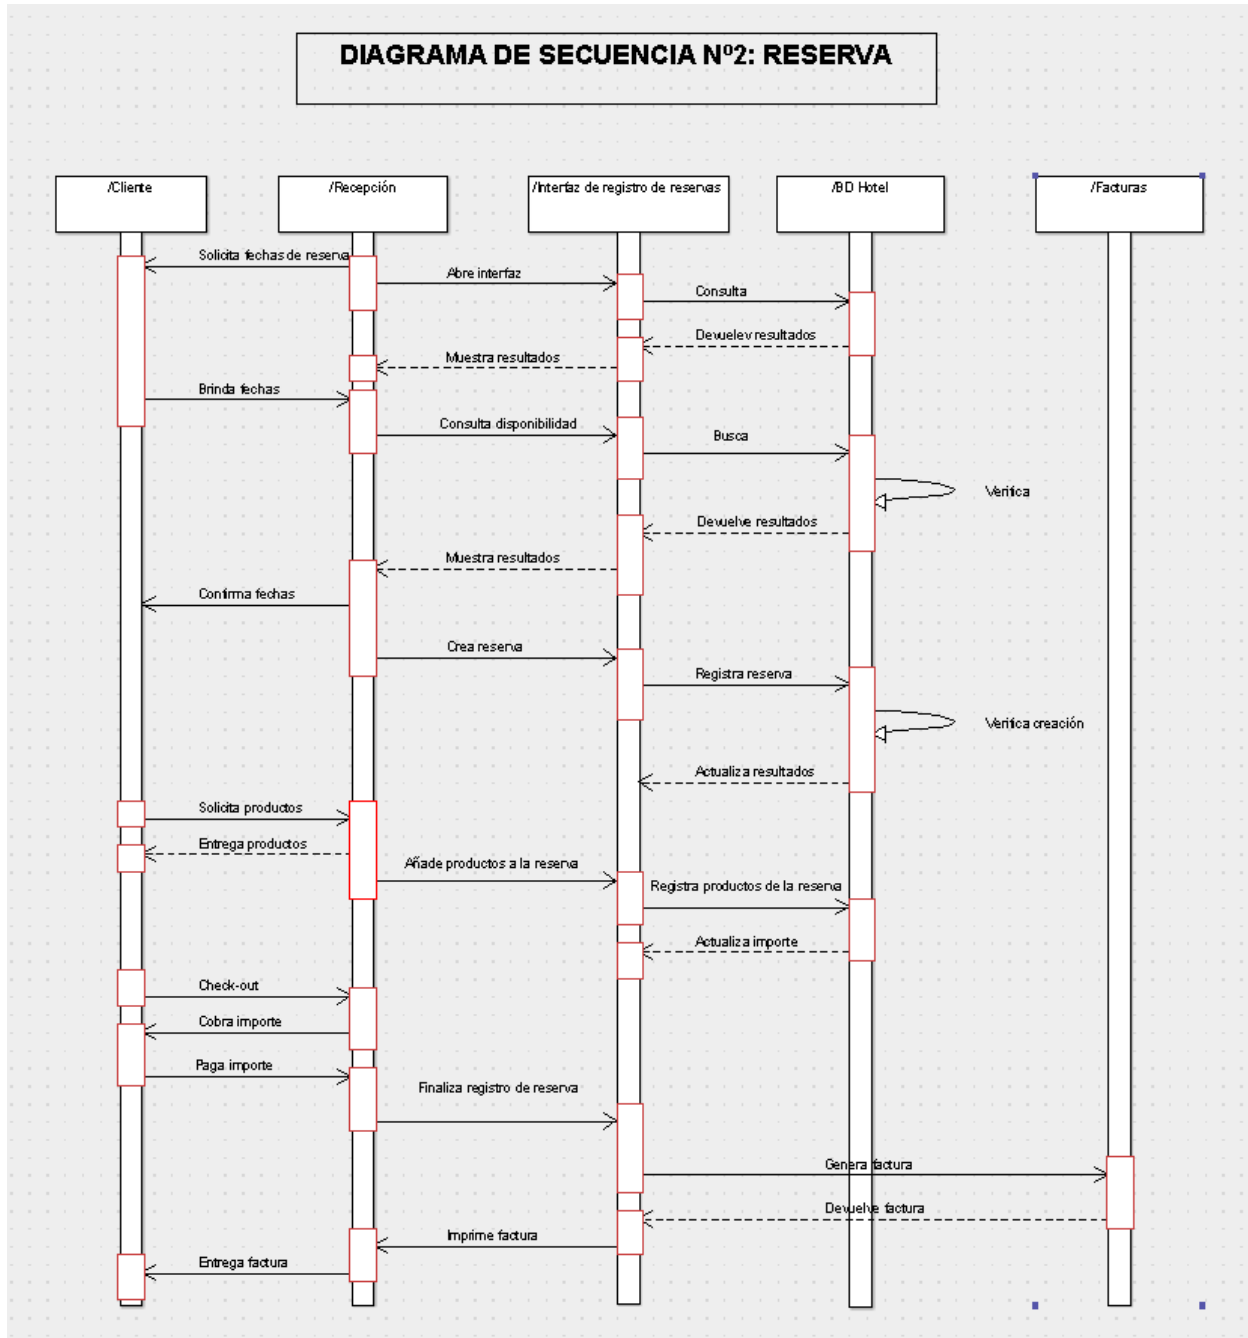 DIAGRAMA DE SECUENCIA Nº2: RESERVA
/Cliente
/Recepción
/Interfaz de registro de reservas
/BD Hotel
/Facturas
Solicita fechas de reserva
Abre interfaz
Consulta
Devuelev resultados
Muestra resultados
Brinda fechas
Consulta disponibilidad
Busca
Verifica
Devuelve resultados
Muestra resultados
Confirma fechas
Crea reserva
Registra reserva
Verifica creación
Actualiza resultados
Solicita productos
Entrega productos
Añade productos a la reserva
Registra productos de la reserva
Actualiza importe
Check-out
Cobra importe
Paga importe
Finaliza registro de reserva
Genera factura
Devuelve factura
Imprime factura
Entrega factura